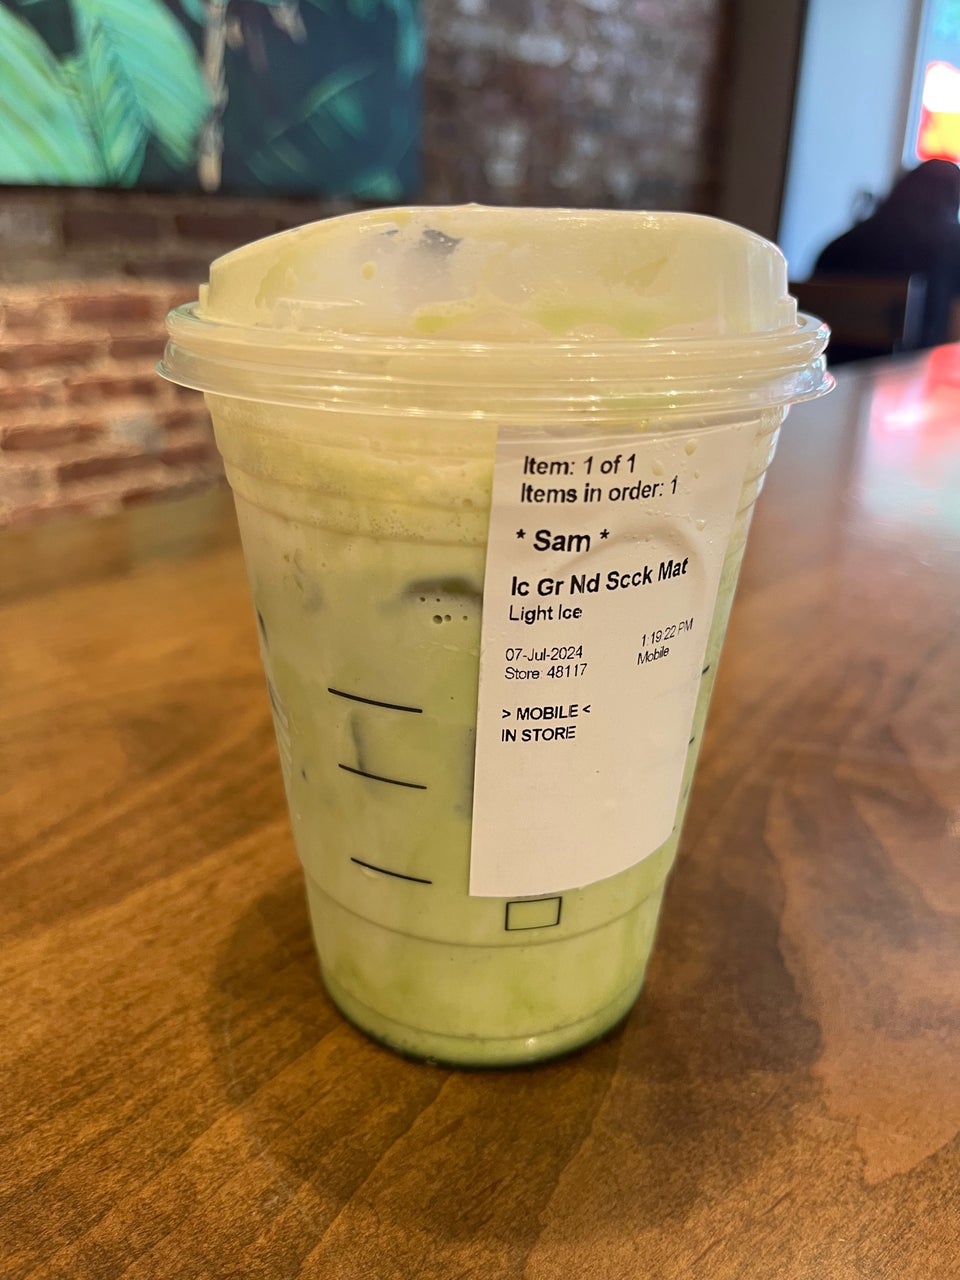 Item: 1 of 1
Items in order: 1
* Sam *
Ic Gr Nd Scck Mat
Light Ice
07-Jul-2024 1:19:22 PM
Store: 48117 Mobile
> MOBILE <
IN STORE